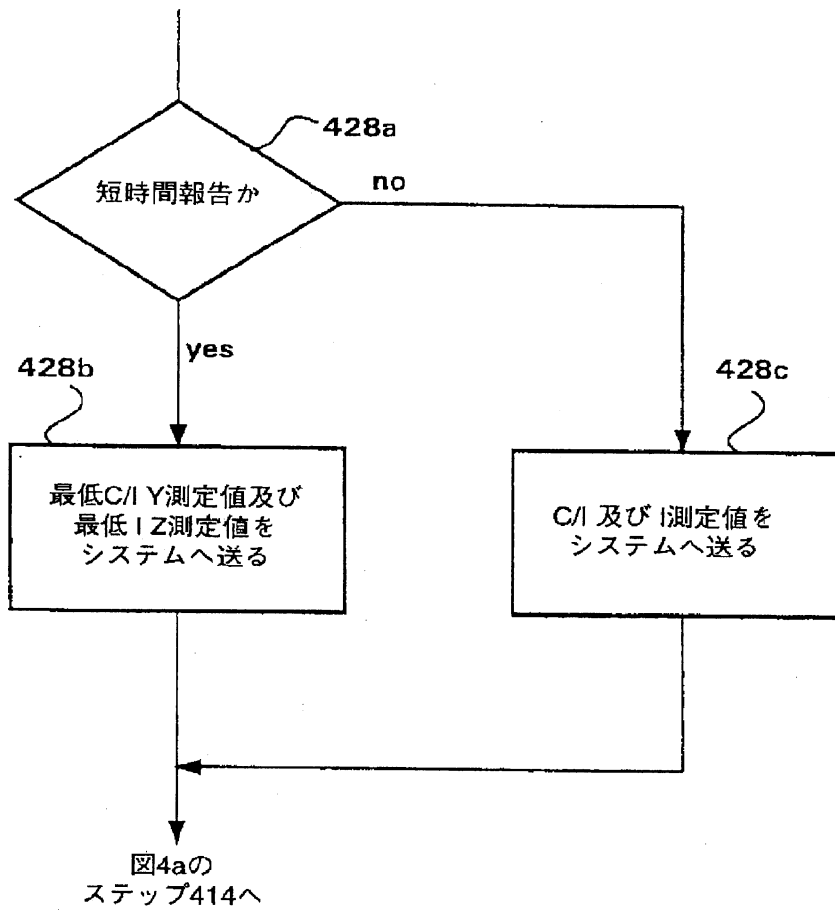 428a
短時間報告か
no
yes
428b
428c
最低C/I Y測定値及び
最低 I Z測定値を
システムへ送る
C/I 及び I測定値を
システムへ送る
図4aの
ステップ414へ